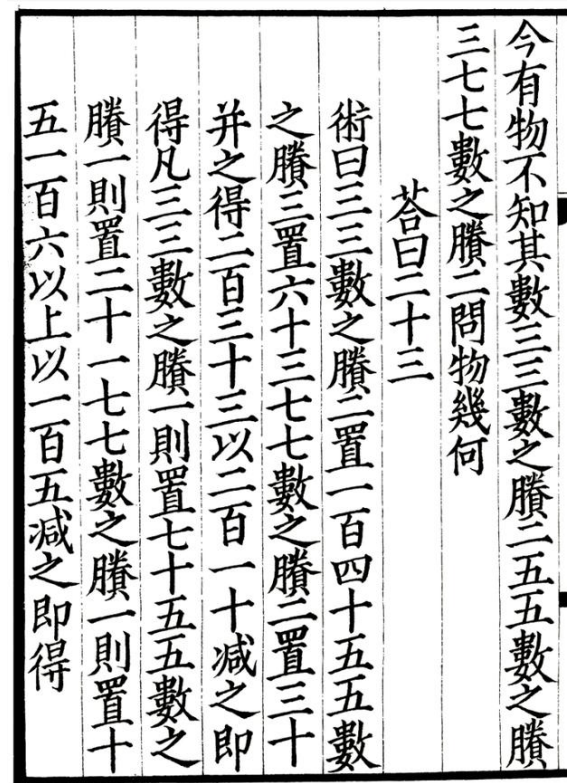 今有物不知其數三三數之賸二五五數之賸
三七七數之賸二問物幾何
荅曰二十三
術曰三三數之賸二置一百四十五五數
之賸三置六十三七七數之賸二置三十
并之得二百三十三以二百一十減之即
得凡三三數之賸一則置七十五五數之
賸一則置二十一七七數之賸一則置十
五一百六以上以一百五減之即得